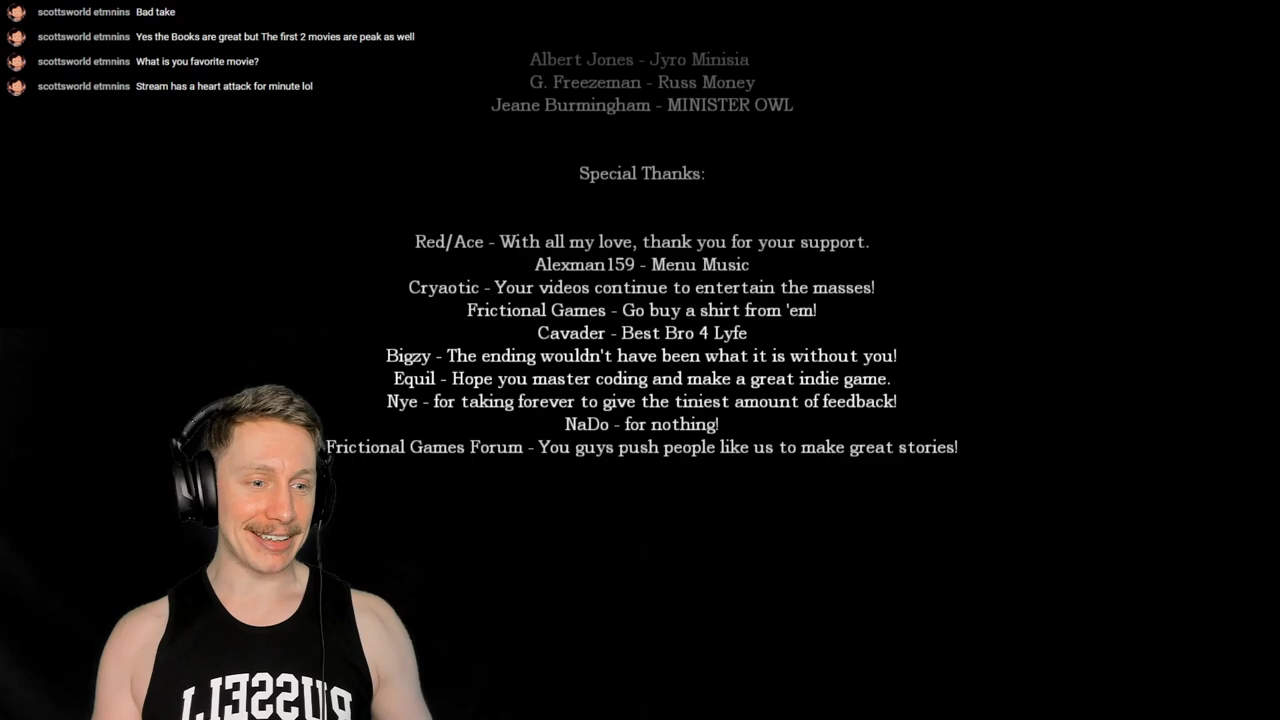 scottsworld etmnins Bad take
scottsworld etmnins Yes the Books are great but The first 2 movies are peak as well
scottsworld etmnins What is you favorite movie?
scottsworld etmnins Stream has a heart attack for minute lol
Albert Jones - Jyro Minisia
G. Freezeman - Russ Money
Jeane Burmingham - MINISTER OWL
Special Thanks:
Red/Ace - With all my love, thank you for your support.
Alexman159 - Menu Music
Cryaotic - Your videos continue to entertain the masses!
Frictional Games - Go buy a shirt from 'em!
Cavader - Best Bro 4 Lyfe
Bigzy - The ending wouldn't have been what it is without you!
Equil - Hope you master coding and make a great indie game.
Nye - for taking forever to give the tiniest amount of feedback!
NaDo - for nothing!
Frictional Games Forum - You guys push people like us to make great stories!
RUSSELL